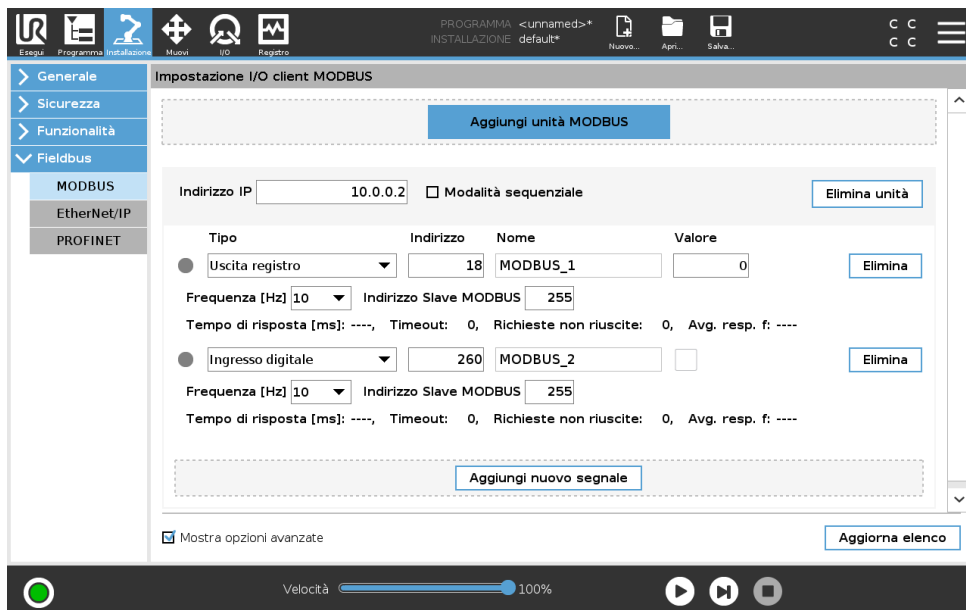 PROGRAMMA <unnamed>*
INSTALLAZIONE default*
Esegui Programma Installazione Muovi I/O Registro Nuovo... Apri... Salva...
C C
C C
Generale
Sicurezza
Funzionalità
Fieldbus
MODBUS
EtherNet/IP
PROFINET
Impostazione I/O client MODBUS
Aggiungi unità MODBUS
Indirizzo IP 10.0.0.2 Modalità sequenziale Elimina unità
Tipo Indirizzo Nome Valore
Uscita registro 18 MODBUS_1 0 Elimina
Frequenza [Hz] 10 Indirizzo Slave MODBUS 255
Tempo di risposta [ms]: ----, Timeout: 0, Richieste non riuscite: 0, Avg. resp. f: ----
Ingresso digitale 260 MODBUS_2 Elimina
Frequenza [Hz] 10 Indirizzo Slave MODBUS 255
Tempo di risposta [ms]: ----, Timeout: 0, Richieste non riuscite: 0, Avg. resp. f: ----
Aggiungi nuovo segnale
Mostra opzioni avanzate Aggiorna elenco
Velocità 100%